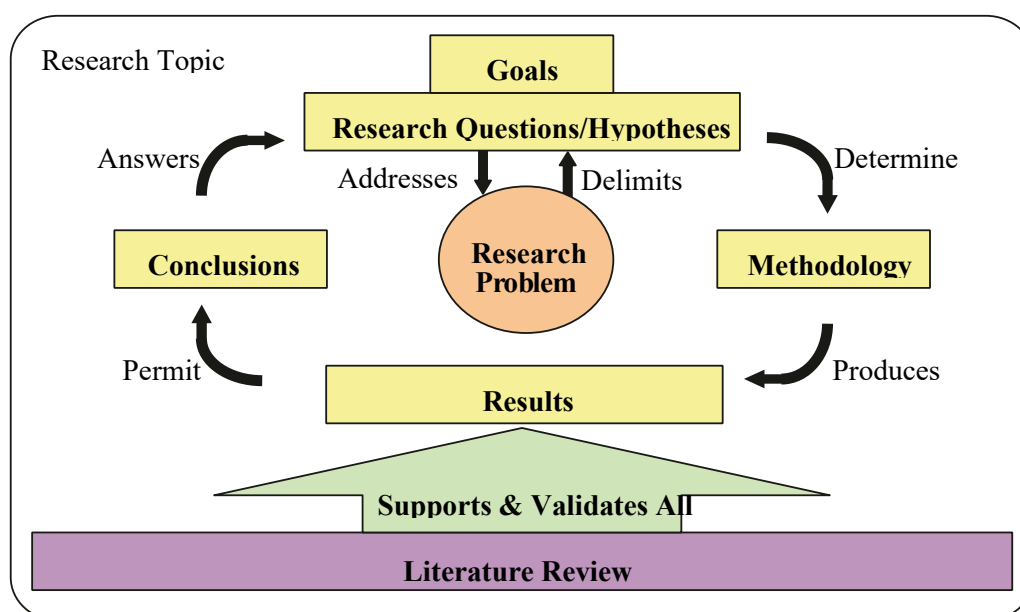 Research Topic
Goals
Research Questions/Hypotheses
Answers
Addresses
Delimits
Determine
Conclusions
Research
Problem
Methodology
Permit
Produces
Results
Supports & Validates All
Literature Review